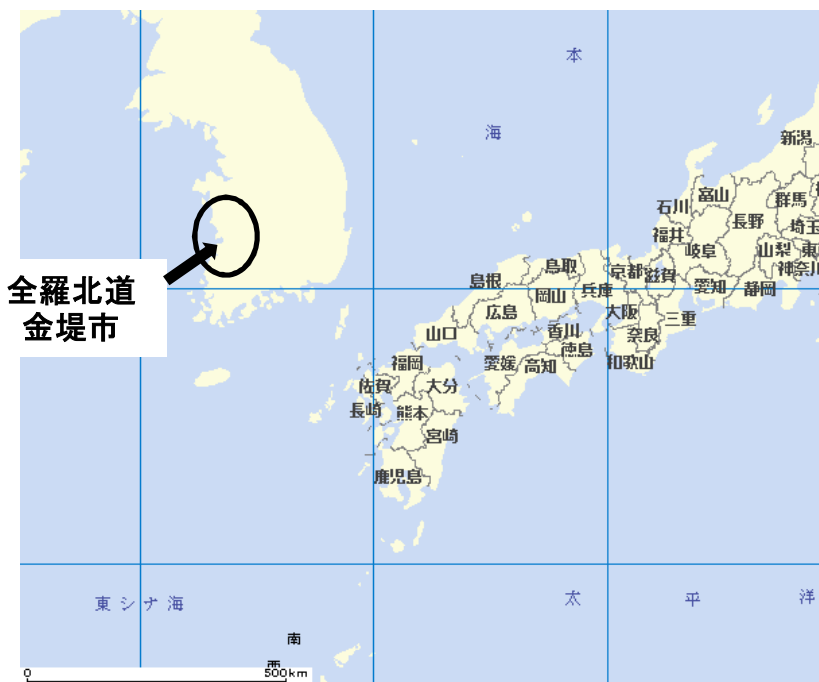 本
海
新潟
富山
群馬
石川
長野
埼玉
福井
岐阜
山梨
東
神奈川
全羅北道
金堤市
鳥取
京都
滋賀
島根
兵庫
愛知
静岡
岡山
広島
大阪
三重
山口
香川
奈良
徳島
和歌山
福岡
愛媛
高知
佐賀
大分
長崎
熊本
宮崎
鹿児島
東シナ海
太平洋
南
西
0
500km